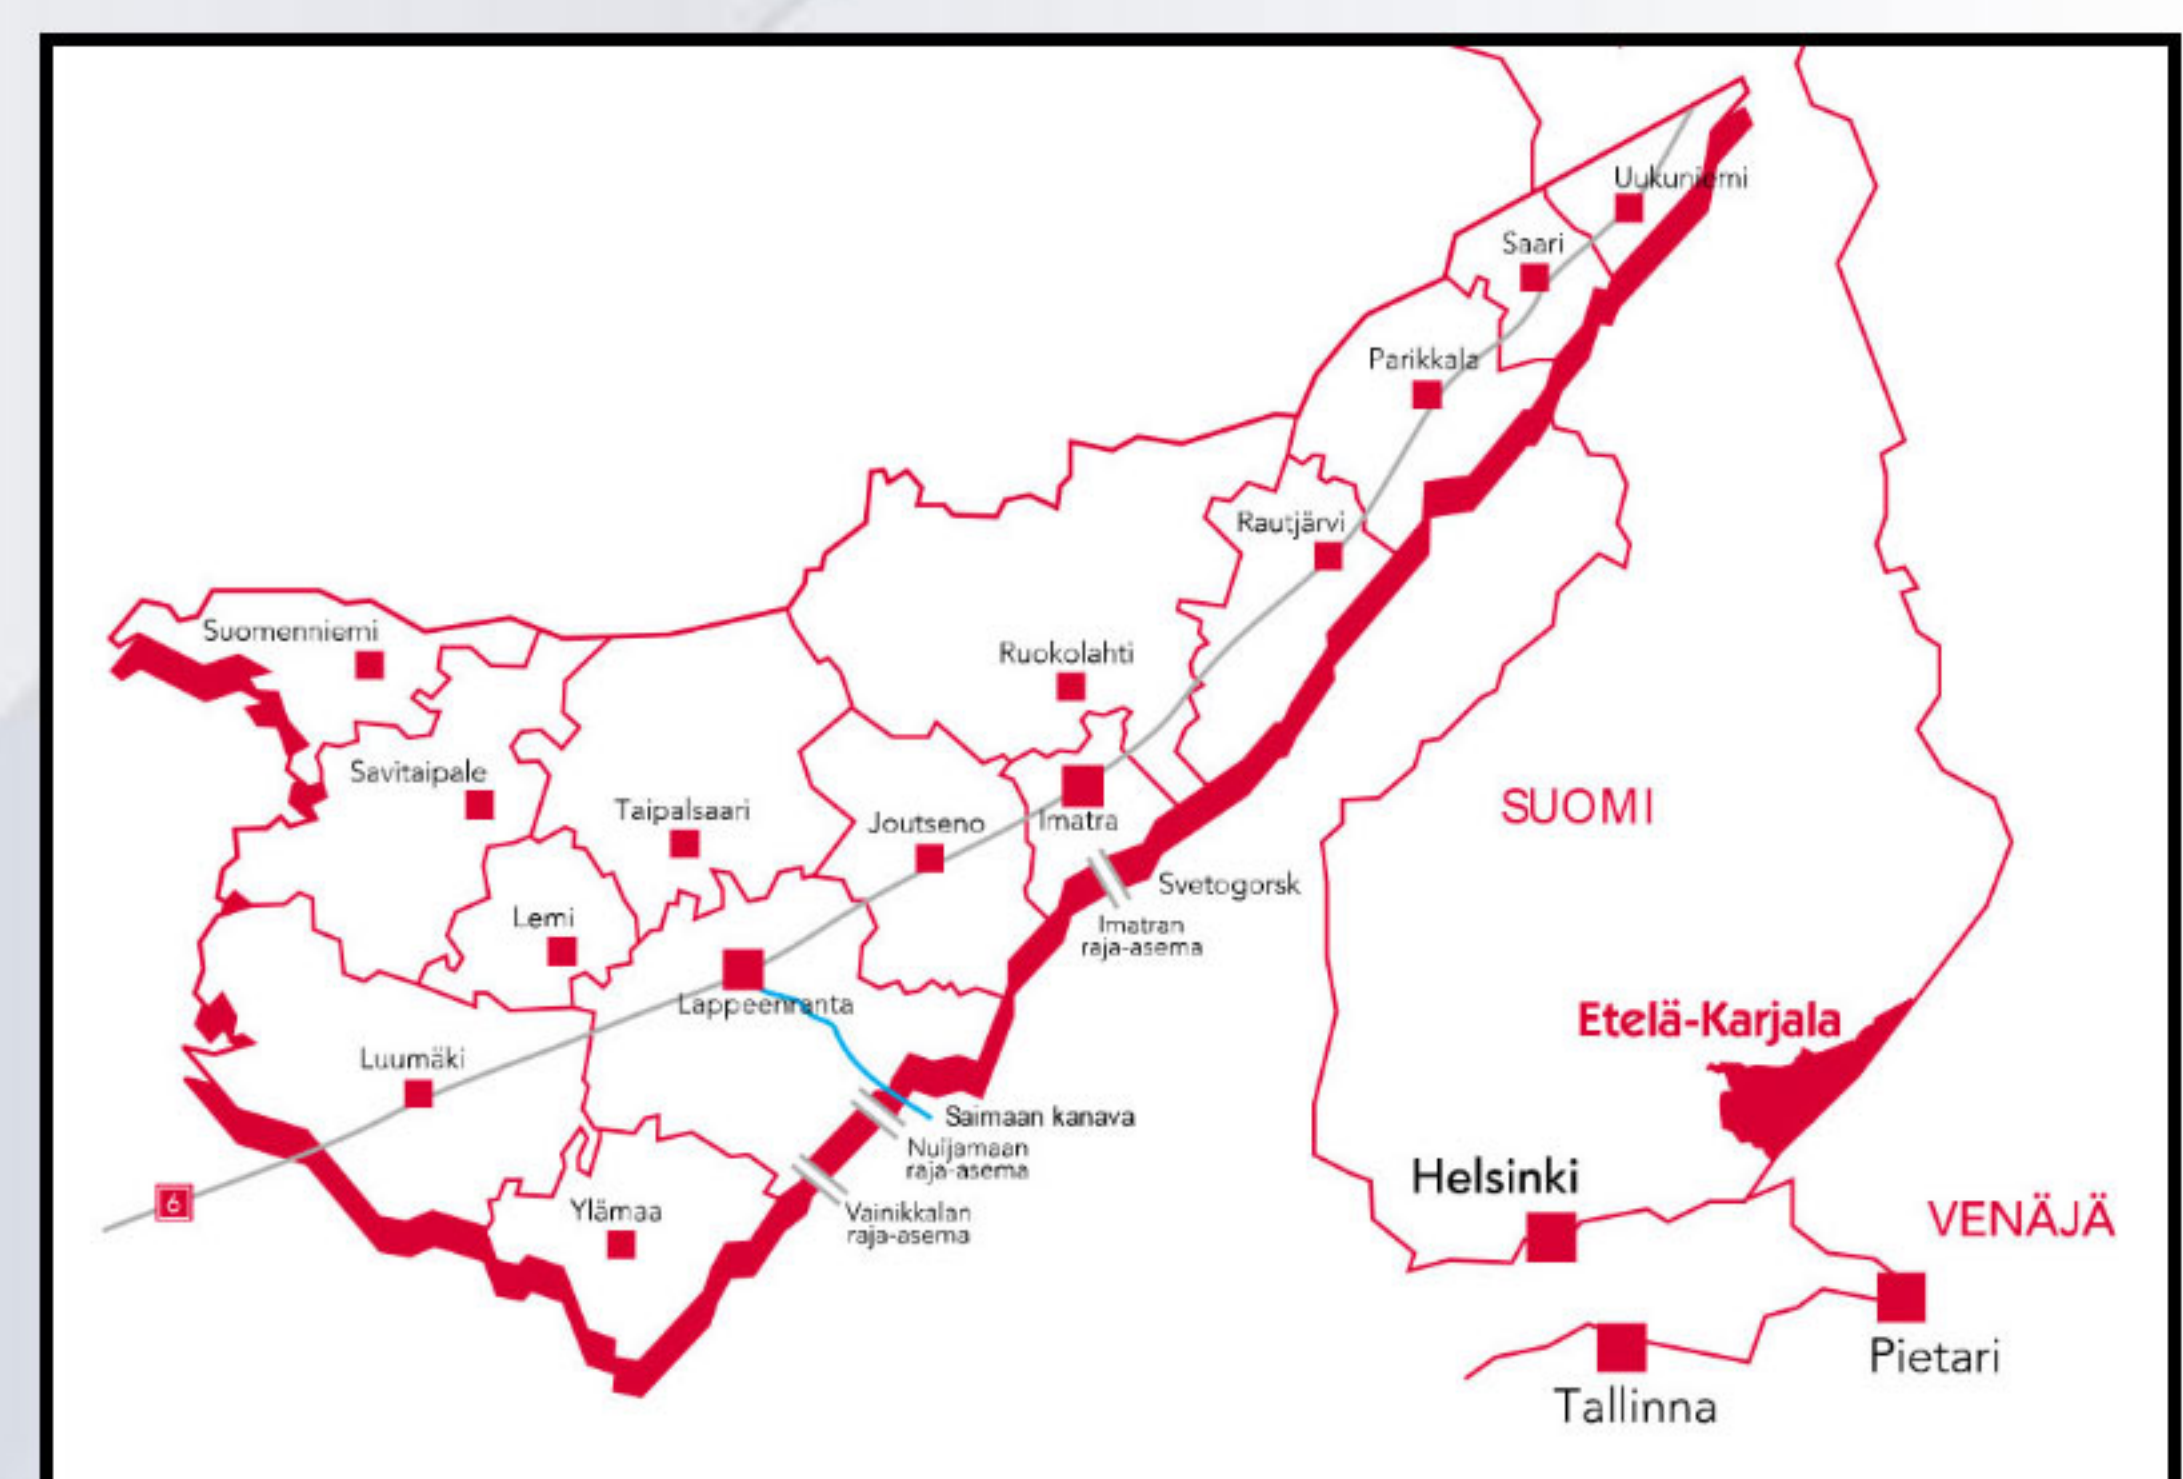 Uukuniemi
Saari
Parikkala
Rautjärvi
Suomenniemi
Ruokolahti
Savitaipale
Taipalsaari
Joutseno
Imatra
Svetogorsk
Lemi
Imatran
raja-asema
Lappeenranta
Luumäki
Saimaan kanava
Nuijamaan
raja-asema
6
Ylämaa
Vainikkalan
raja-asema
SUOMI
Etelä-Karjala
Helsinki
VENÄJÄ
Pietari
Tallinna